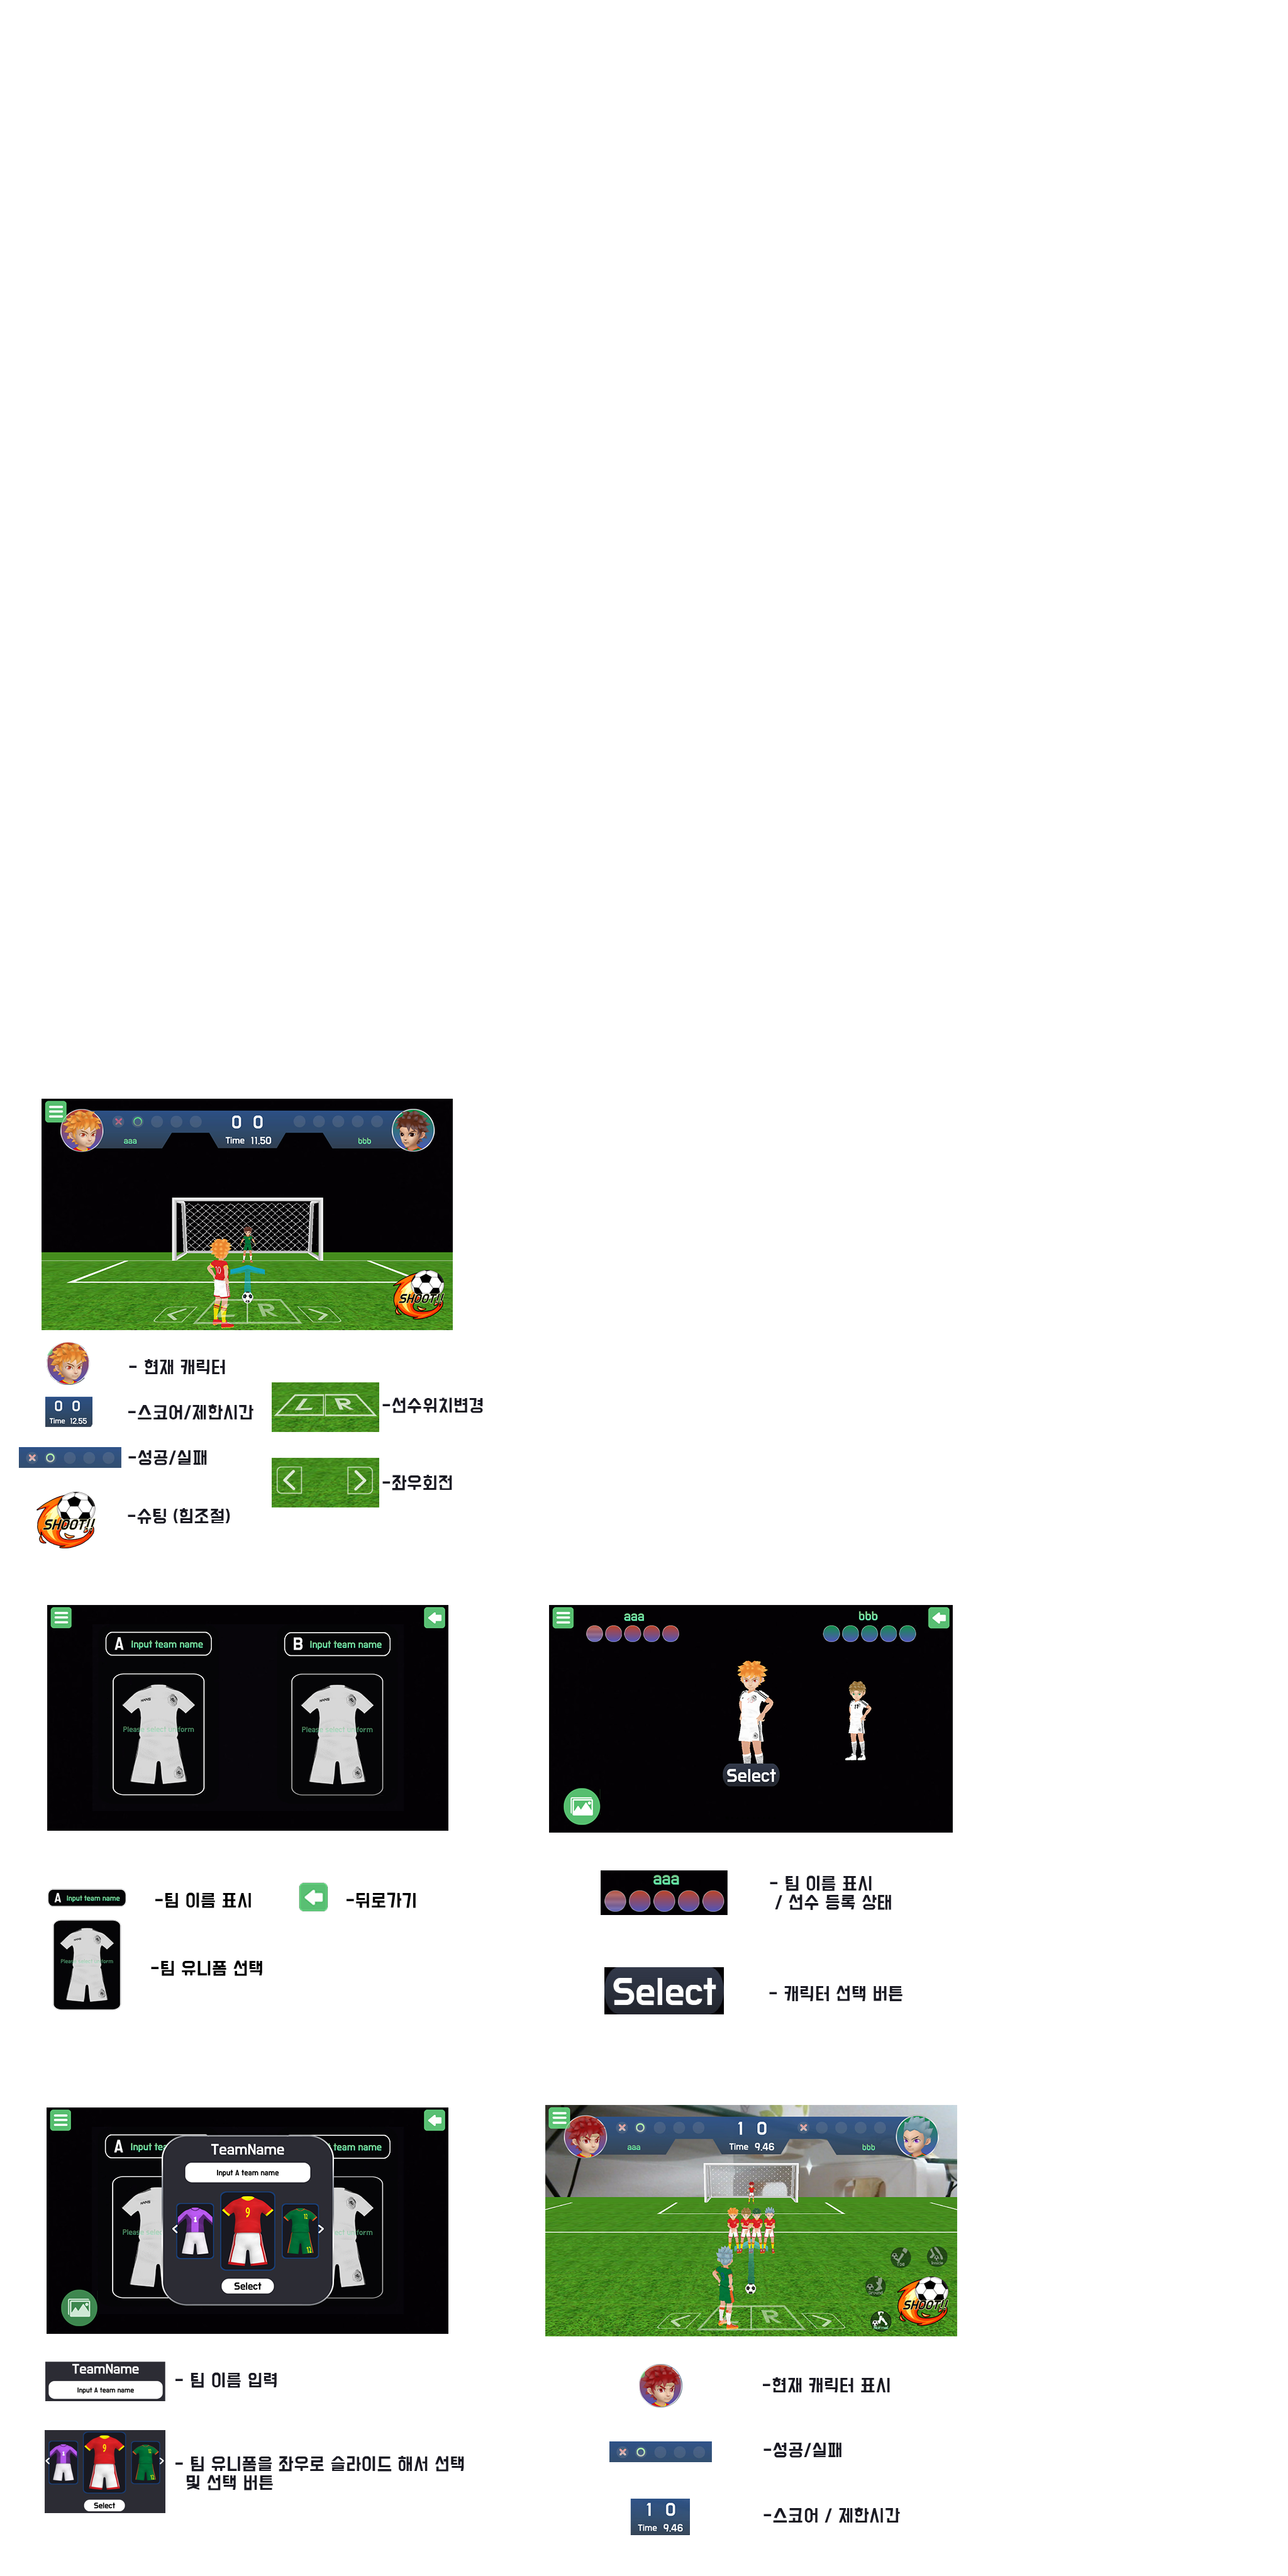 0 0
aaa
Time 11.50
bbb
10
L R
SHOOT!!
- 현재 캐릭터
0 0
Time 12.55
-스코어/제한시간
L R
-선수위치변경
-성공/실패
-좌우회전
SHOOT!!
-슈팅 (힘조절)
A Input team name
B Input team name
Please Select Uniform
Please Select Uniform
aaa
bbb
Select
A Input team name
-팀 이름 표시
-뒤로가기
-팀 유니폼 선택
aaa
- 팀 이름 표시
/ 선수 등록 상태
Select
- 캐릭터 선택 버튼
A Input te
am name
TeamName
Input A team name
9
Select
TeamName
Input A team name
- 팀 이름 입력
9
Select
- 팀 유니폼을 좌우로 슬라이드 해서 선택
및 선택 버튼
1 0
aaa
Time 9.46
bbb
R
SHOOT!!
-현재 캐릭터 표시
-성공/실패
1 0
Time 9.46
-스코어 / 제한시간